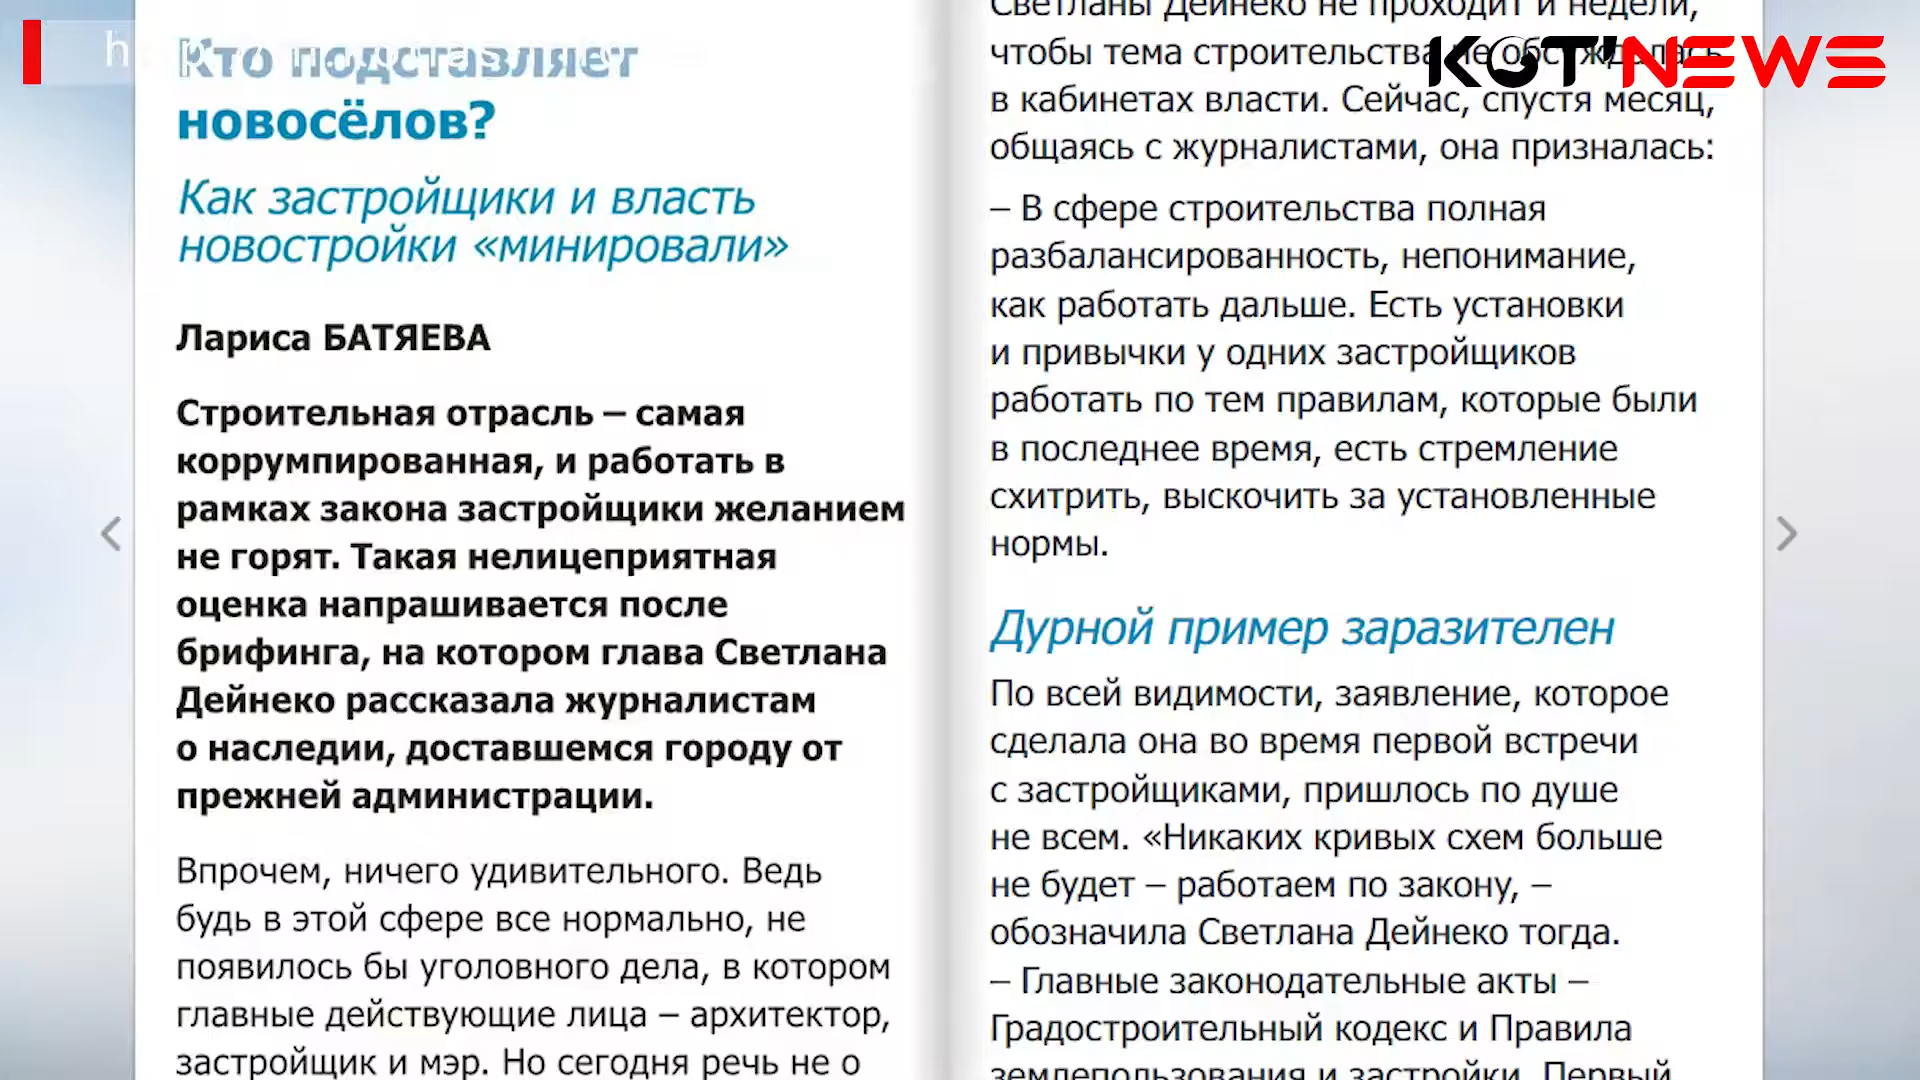 Кто подставляет
новосёлов?
Как застройщики и власть
новостройки «минировали»
Лариса БАТЯЕВА
Строительная отрасль – самая
коррумпированная, и работать в
рамках закона застройщики желанием
не горят. Такая нелицеприятная
оценка напрашивается после
брифинга, на котором глава Светлана
Дейнеко рассказала журналистам
о наследии, доставшемся городу от
прежней администрации.
Впрочем, ничего удивительного. Ведь
будь в этой сфере все нормально, не
появилось бы уголовного дела, в котором
главные действующие лица – архитектор,
застройщик и мэр. Но сегодня речь не о
Светланы Дейнеко не проходит и недели,
чтобы тема строительства не обсуждалась
в кабинетах власти. Сейчас, спустя месяц,
общаясь с журналистами, она призналась:
– В сфере строительства полная
разбалансированность, непонимание,
как работать дальше. Есть установки
и привычки у одних застройщиков
работать по тем правилам, которые были
в последнее время, есть стремление
схитрить, выскочить за установленные
нормы.
Дурной пример заразителен
По всей видимости, заявление, которое
сделала она во время первой встречи
с застройщиками, пришлось по душе
не всем. «Никаких кривых схем больше
не будет – работаем по закону, –
обозначила Светлана Дейнеко тогда.
– Главные законодательные акты –
Градостроительный кодекс и Правила
землепользования и застройки. Первый
KOT'NEWS